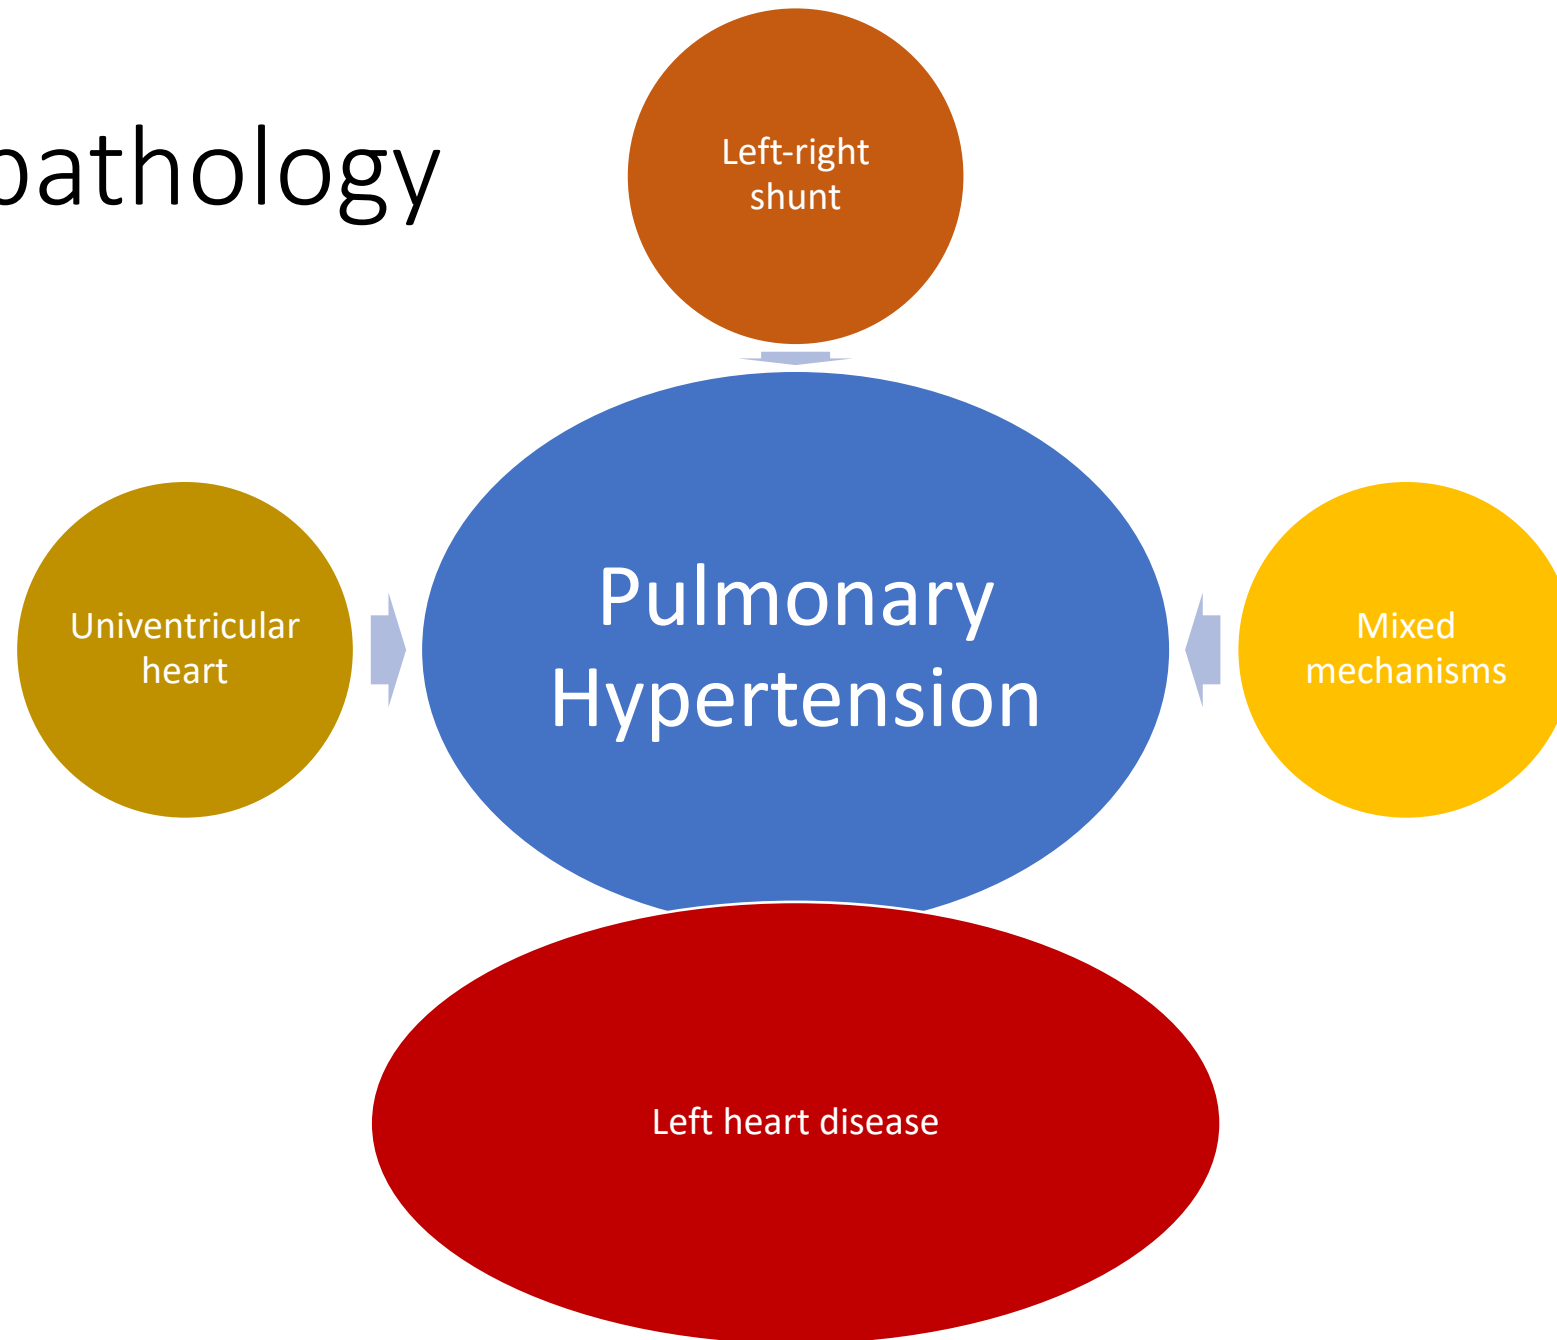 pathology
Left-right
shunt
Univentricular
heart
Pulmonary
Hypertension
Mixed
mechanisms
Left heart disease